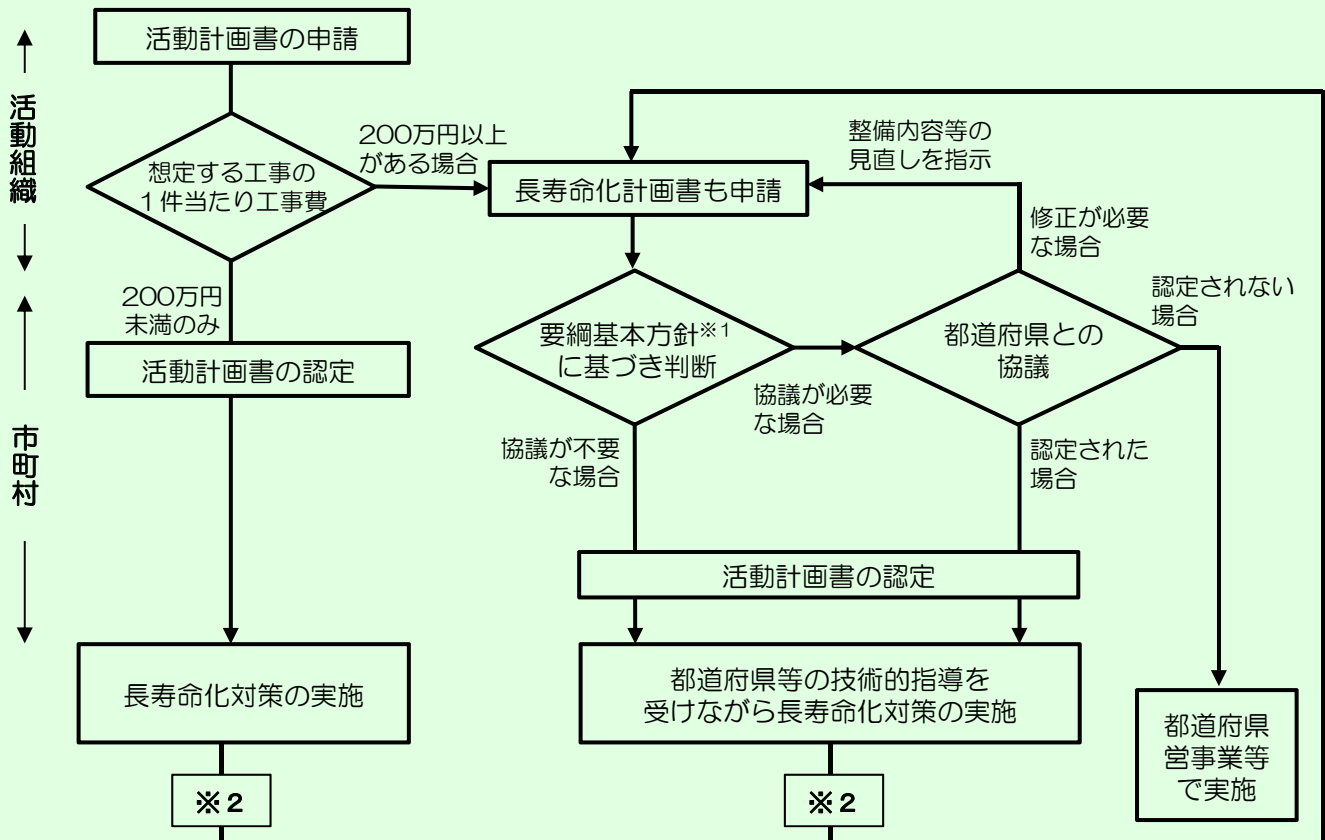 活動組織
市町村
活動計画書の申請
想定する工事の
1件当たり工事費
200万円以上
がある場合
200万円
未満のみ
活動計画書の認定
長寿命化対策の実施
※2
長寿命化計画書も申請
整備内容等の
見直しを指示
修正が必要
な場合
要綱基本方針※1
に基づき判断
協議が必要
な場合
都道府県との
協議
認定されない
場合
協議が不要
な場合
認定された
場合
活動計画書の認定
都道府県等の技術的指導を
受けながら長寿命化対策の実施
※2
都道府県
営事業等
で実施